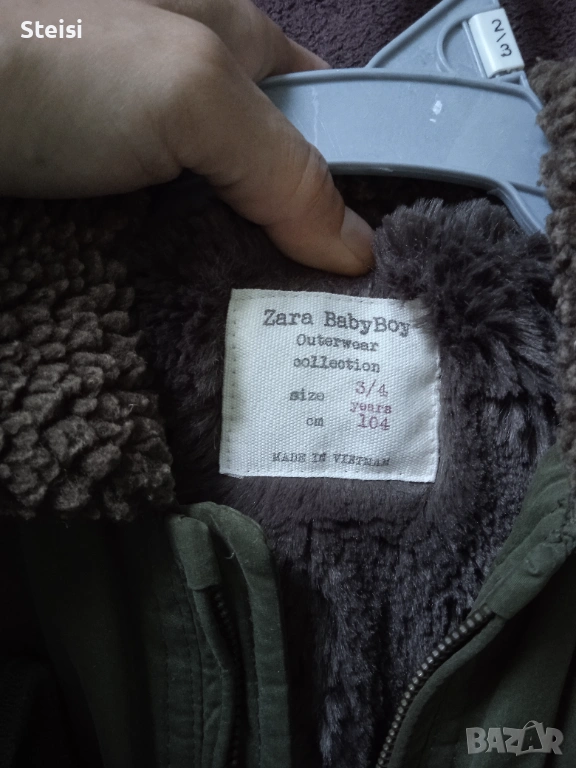 Steisi
2/3
Zara BabyBoy
Outerwear
collection
size 3/4
years
cm 104
MADE IN VIETNAM
BAZAR